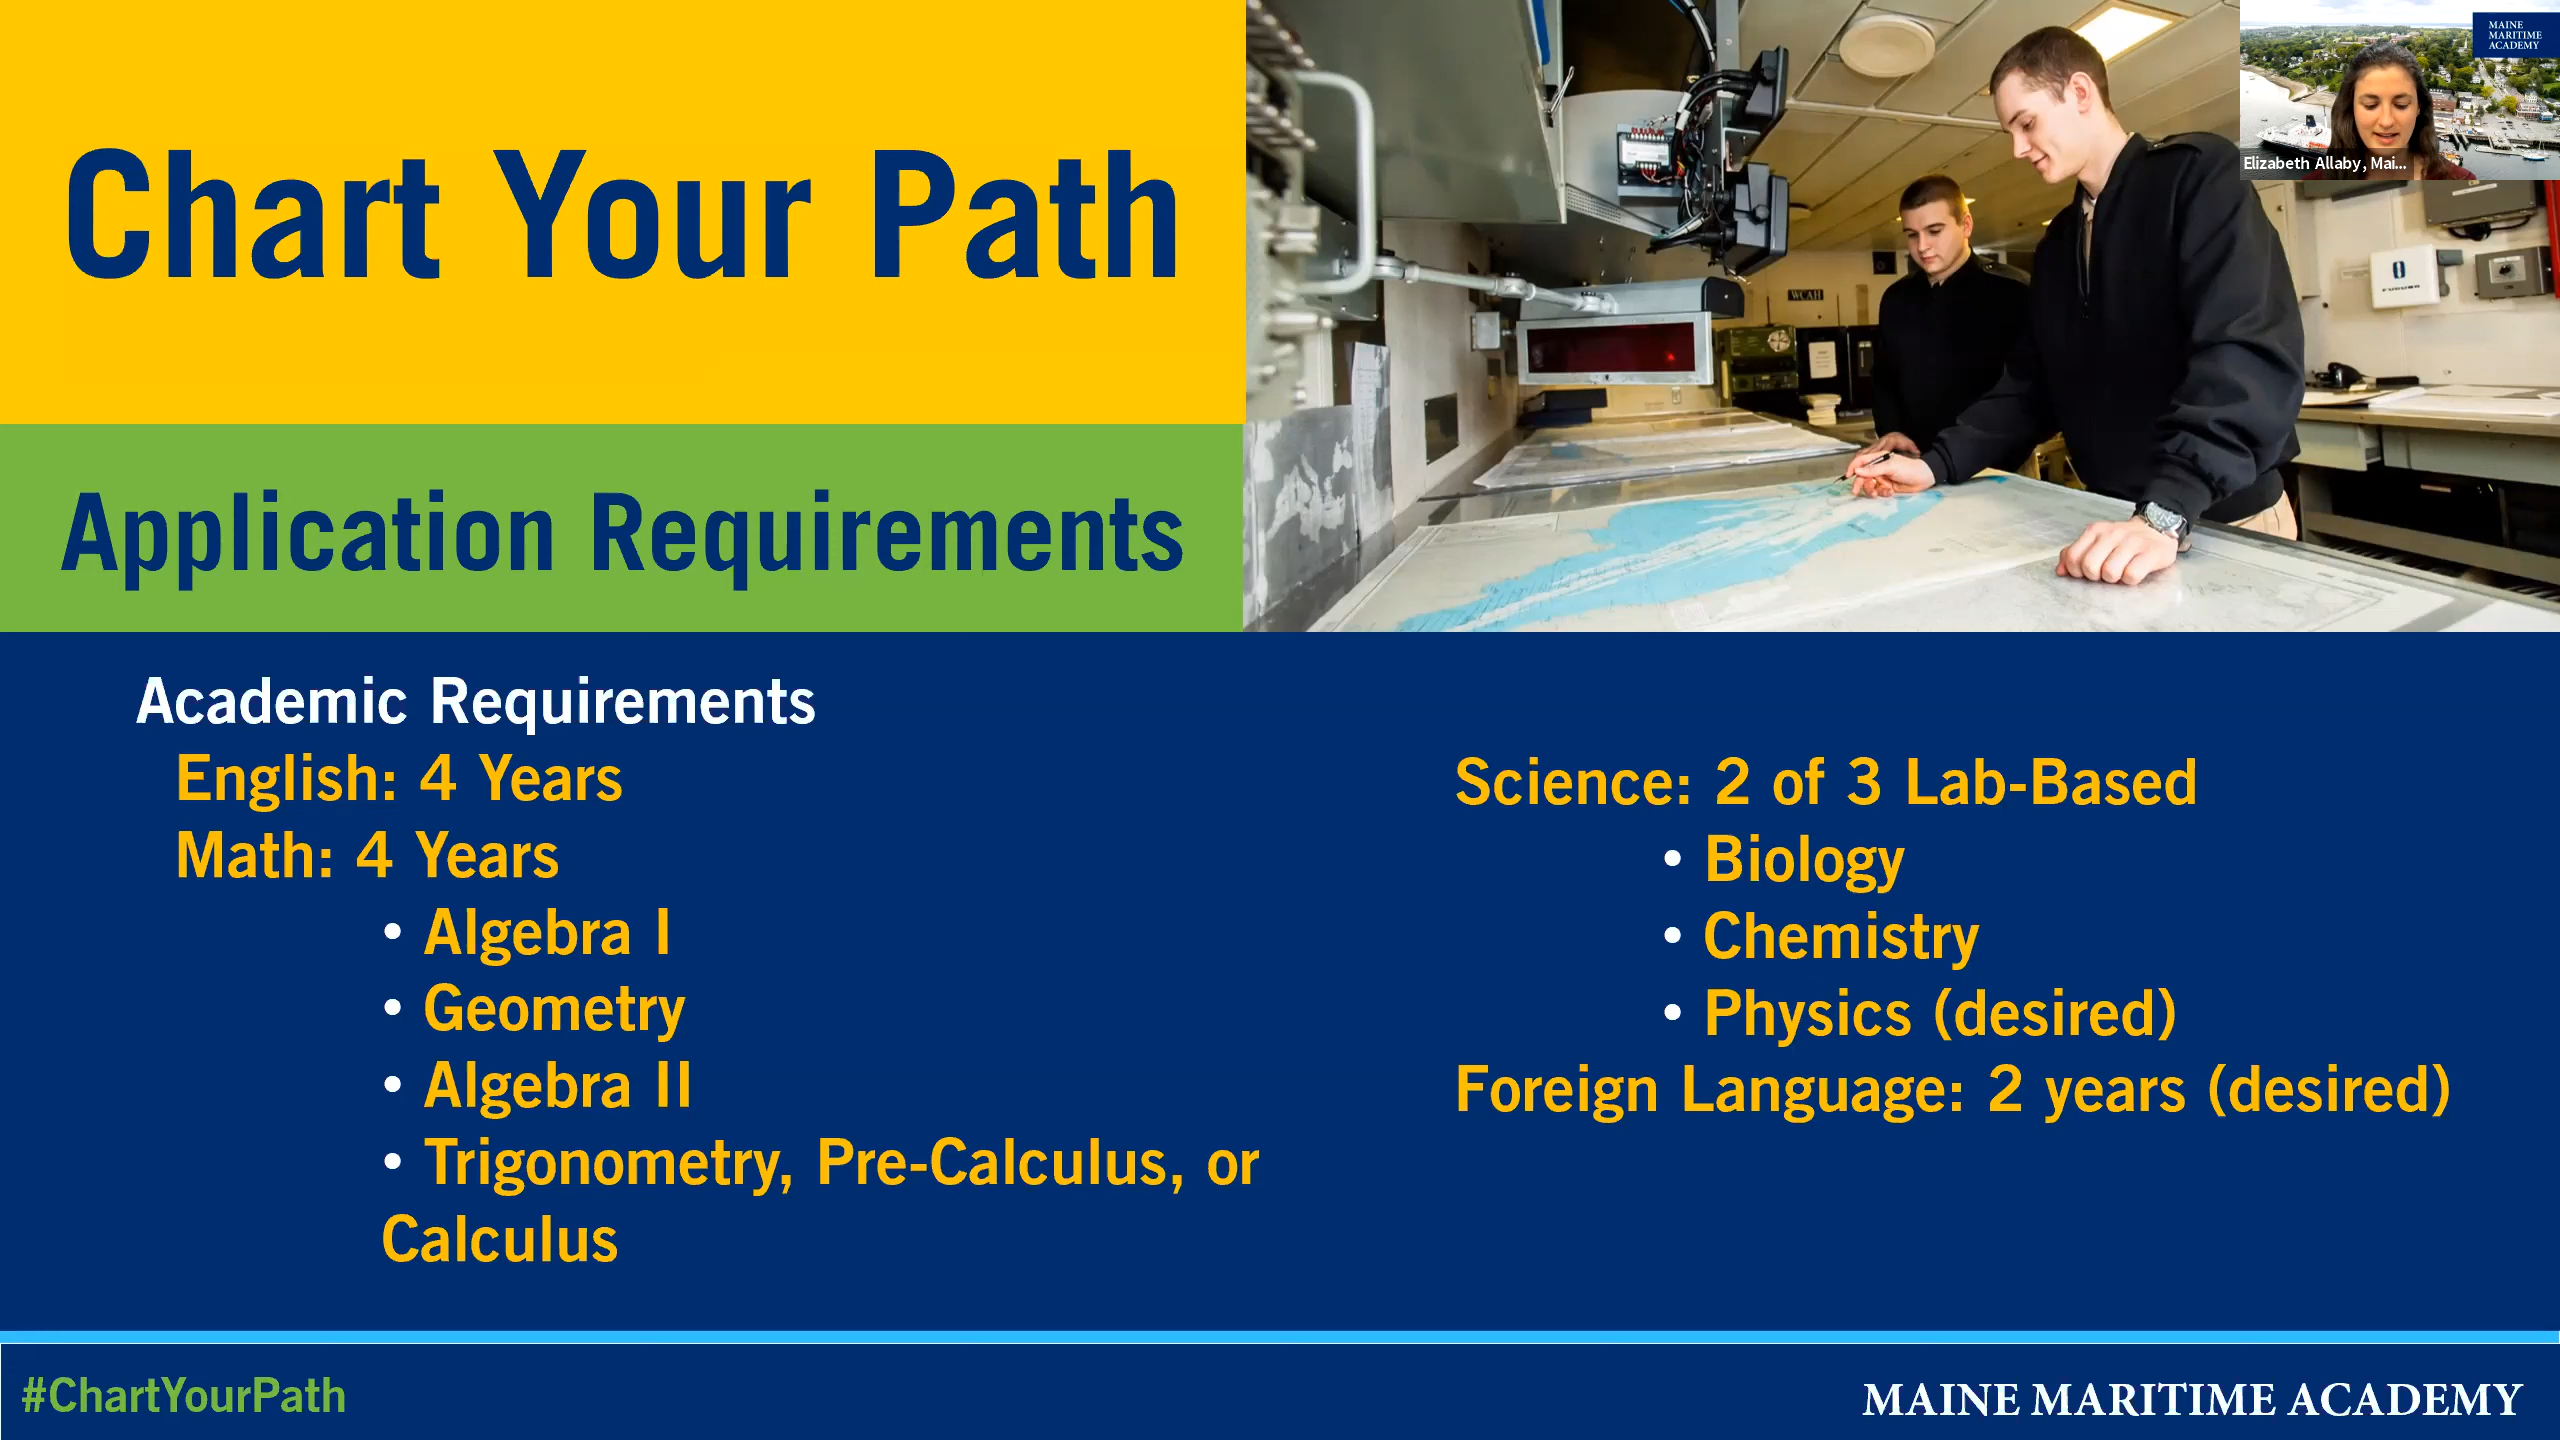 Chart Your Path
MAINE
MARITIME
ACADEMY
Elizabeth Allaby, Mai...
WCAH
FURUNO
Application Requirements
Academic Requirements
English: 4 Years
Math: 4 Years
• Algebra I
• Geometry
• Algebra II
• Trigonometry, Pre-Calculus, or
Calculus
Science: 2 of 3 Lab-Based
• Biology
• Chemistry
• Physics (desired)
Foreign Language: 2 years (desired)
#ChartYourPath
MAINE MARITIME ACADEMY